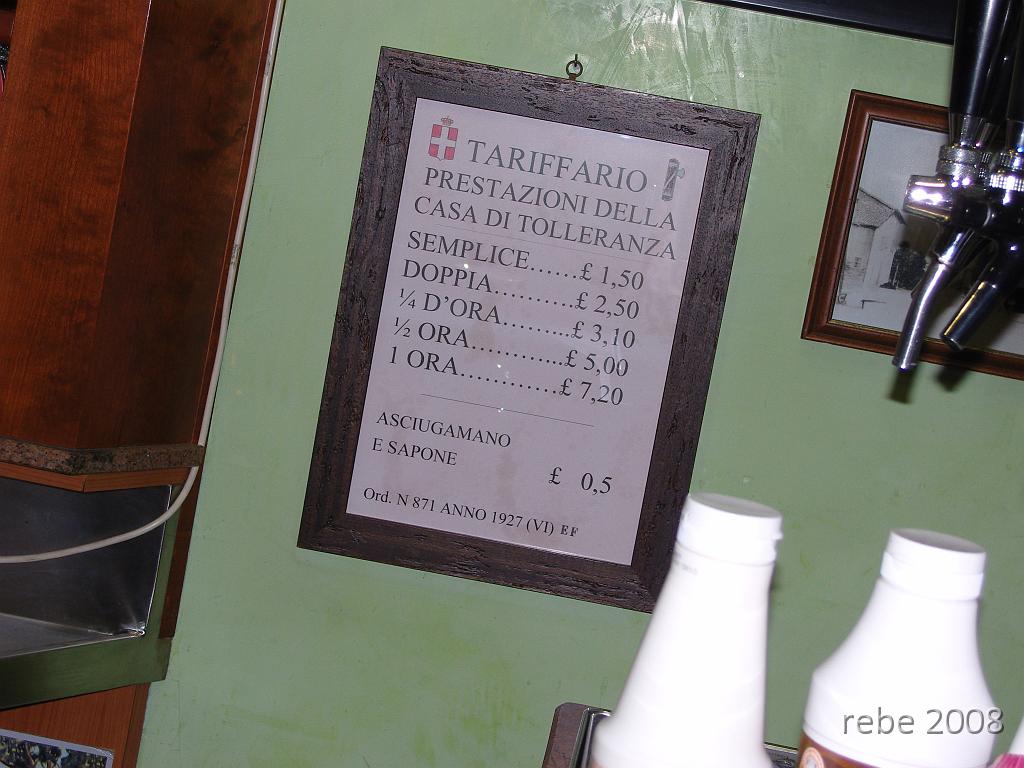 TARIFFARIO
PRESTAZIONI DELLA
CASA DI TOLLERANZA
SEMPLICE......£ 1,50
DOPPIA..........£ 2,50
¼ D'ORA.........£ 3,10
½ ORA............£ 5,00
1 ORA.............£ 7,20
ASCIUGAMANO
E SAPONE
£ 0,5
Ord. N 871 ANNO 1927 (VI) EF
rebe 2008